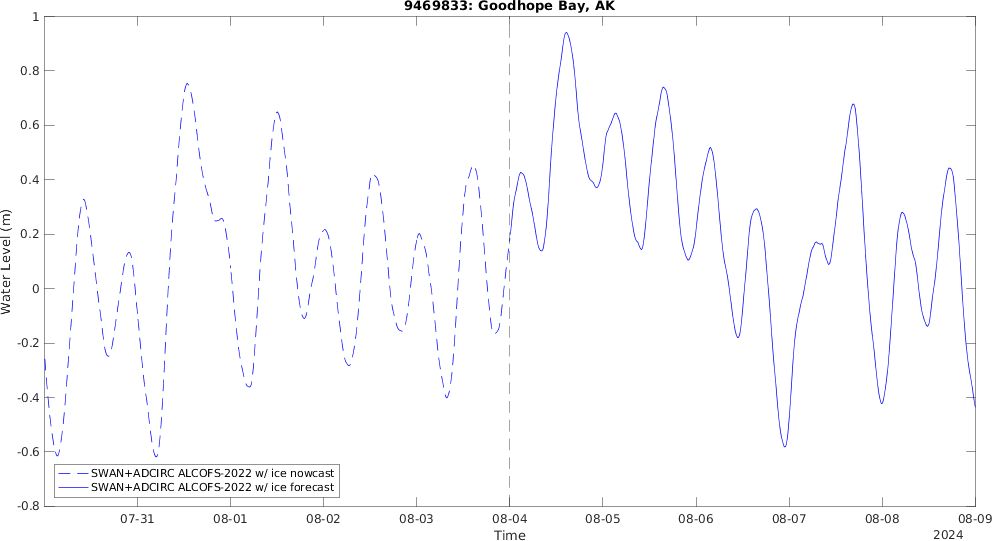 9469833: Goodhope Bay, AK
Water Level (m)
1
0.8
0.6
0.4
0.2
0
-0.2
-0.4
-0.6
-0.8
SWAN+ADCIRC ALCOFS-2022 w/ ice nowcast
SWAN+ADCIRC ALCOFS-2022 w/ ice forecast
07-31 08-01 08-02 08-03 08-04 08-05 08-06 08-07 08-08 08-09
Time
2024